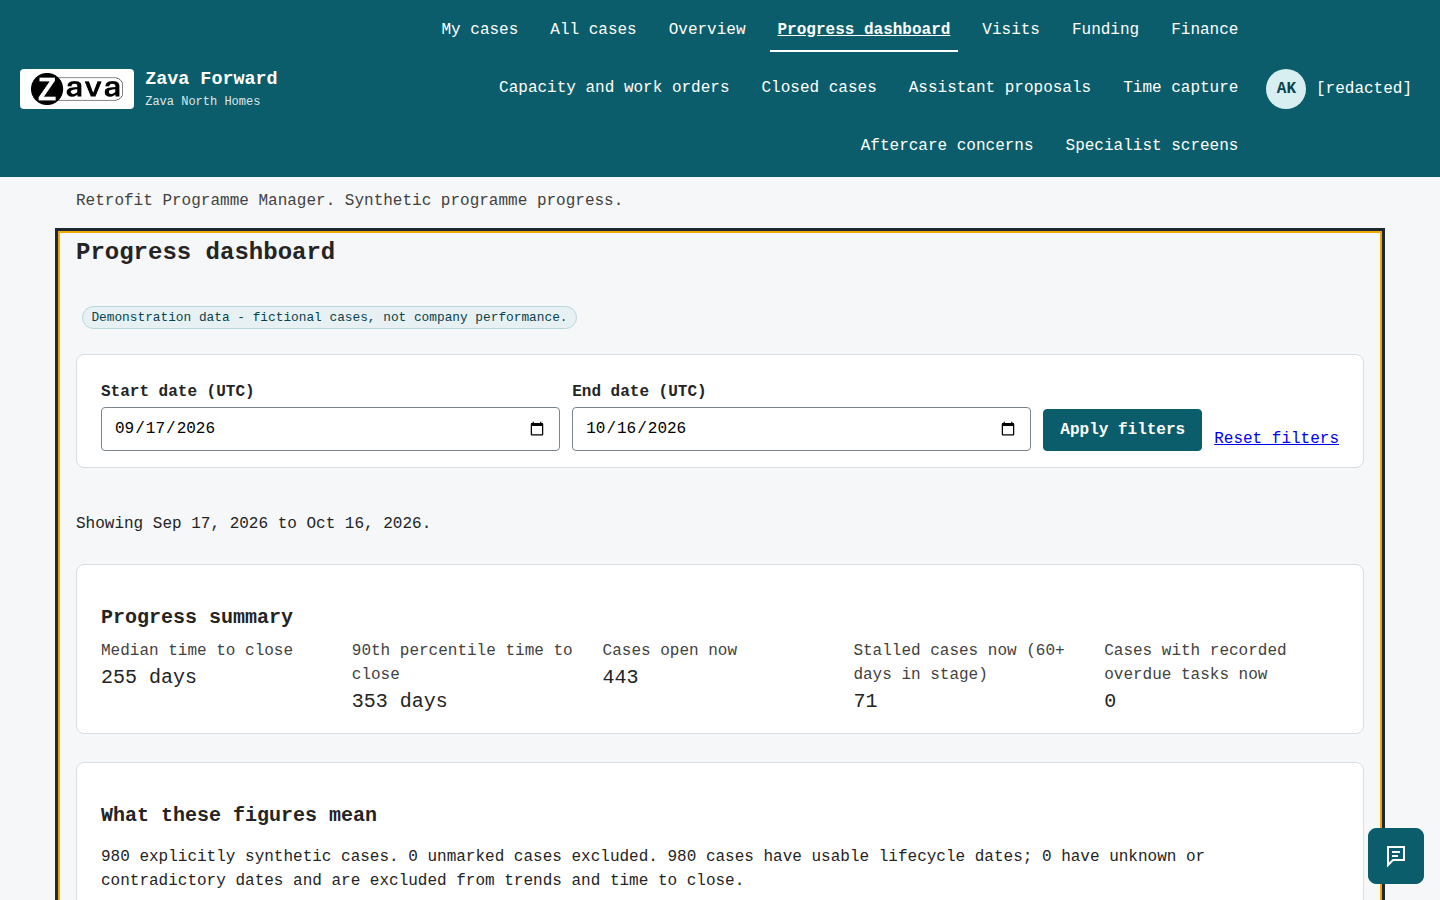 My cases All cases Overview Progress dashboard Visits Funding Finance
Zava
Zava Forward
Zava North Homes
Capacity and work orders Closed cases Assistant proposals Time capture
AK [redacted]
Aftercare concerns Specialist screens
Retrofit Programme Manager. Synthetic programme progress.
Progress dashboard
Demonstration data - fictional cases, not company performance.
Start date (UTC)
09/17/2026
End date (UTC)
10/16/2026
Apply filters
Reset filters
Showing Sep 17, 2026 to Oct 16, 2026.
Progress summary
Median time to close
255 days
90th percentile time to
close
353 days
Cases open now
443
Stalled cases now (60+
days in stage)
71
Cases with recorded
overdue tasks now
0
What these figures mean
980 explicitly synthetic cases. 0 unmarked cases excluded. 980 cases have usable lifecycle dates; 0 have unknown or
contradictory dates and are excluded from trends and time to close.